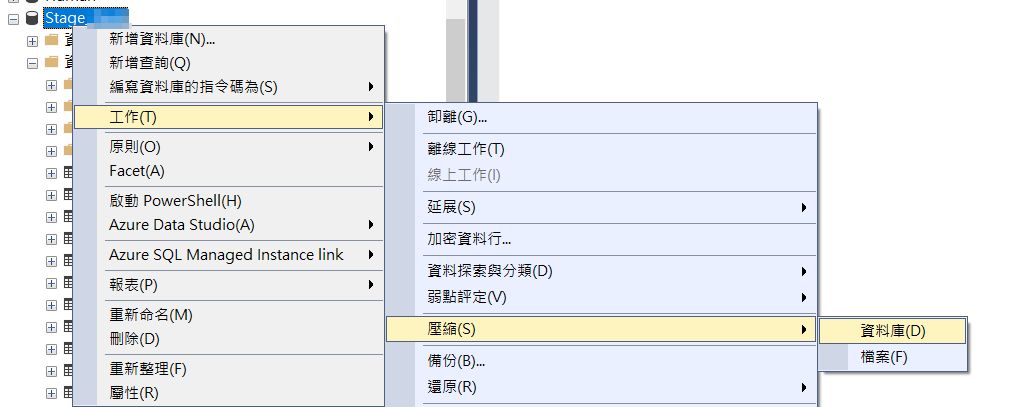 Stage_
新增資料庫(N)...
新增查詢(Q)
編寫資料庫的指令碼為(S)
工作(T)
原則(O)
Facet(A)
啟動 PowerShell(H)
Azure Data Studio(A)
Azure SQL Managed Instance link
報表(P)
重新命名(M)
刪除(D)
重新整理(F)
屬性(R)
卸離(G)...
離線工作(T)
線上工作(I)
延展(S)
加密資料行...
資料探索與分類(D)
弱點評定(V)
壓縮(S)
備份(B)...
還原(R)
資料庫(D)
檔案(F)